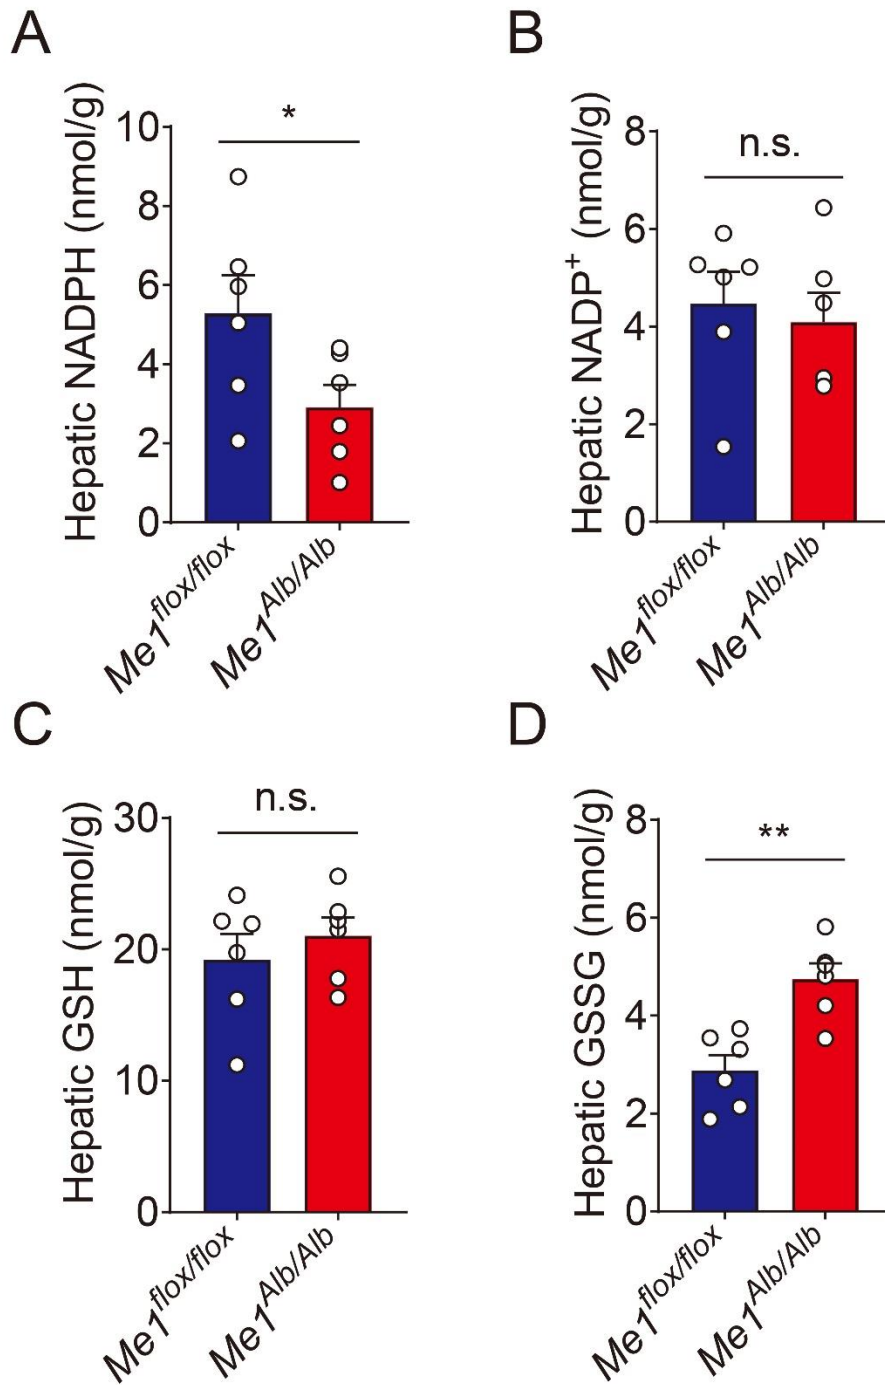 A
Hepatic NADPH (nmol/g)
10
8
6
4
2
0
*
Me1flox/flox
Me1Alb/Alb
B
Hepatic NADP+ (nmol/g)
8
6
4
2
0
n.s.
Me1flox/flox
Me1Alb/Alb
C
Hepatic GSH (nmol/g)
30
20
10
0
n.s.
Me1flox/flox
Me1Alb/Alb
D
Hepatic GSSG (nmol/g)
8
6
4
2
0
**
Me1flox/flox
Me1Alb/Alb